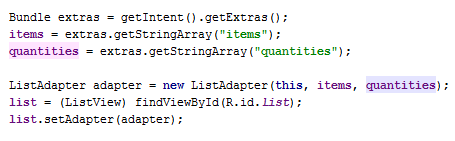 Bundle extras = getIntent().getExtras();
items = extras.getStringArray("items");
quantities = extras.getStringArray("quantities");
ListAdapter adapter = new ListAdapter(this, items, quantities);
list = (ListView) findViewById(R.id.list);
list.setAdapter(adapter);